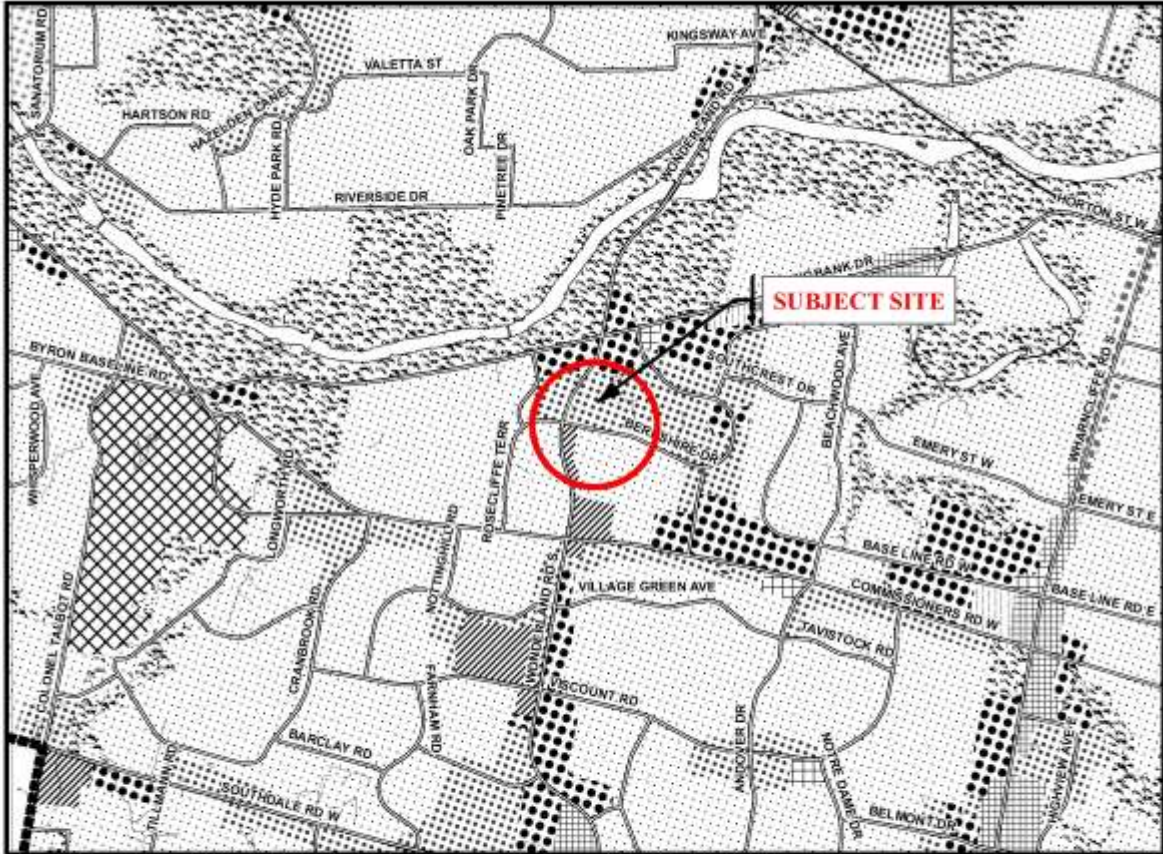 SANATORIUM RD
KINGSWAY AVE
VALETTA ST
OAK PARK DR
HARTSON RD
HAZELDEN
HYDE PARK RD
WONDERLAND RD N
PINETREE DR
RIVERSIDE DR
HORTON ST W
BANK DR
SUBJECT SITE
BYRON BASELINE RD
WHISPERWOOD AVE
SOUTHCREST DR
BEACHWOOD AVE
WHARNCLIFFE RD S
ROSECLIFFE TERR
BERKSHIRE DR
EMERY ST W
EMERY ST E
LONGWORTH RD
NOTTINGHILL RD
BASE LINE RD W
BASE LINE RD E
COLONEL TALBOT RD
CRANBROOK RD
WONDERLAND RD S
VILLAGE GREEN AVE
COMMISSIONERS RD W
TAVISTOCK RD
FARNHAM RD
VISCOUNT RD
BARCLAY RD
ANDOVER DR
NOTRE DAME DR
HIGHVIEW AVE
TILLMANN RD
SOUTHDALE RD W
BELMONT DR